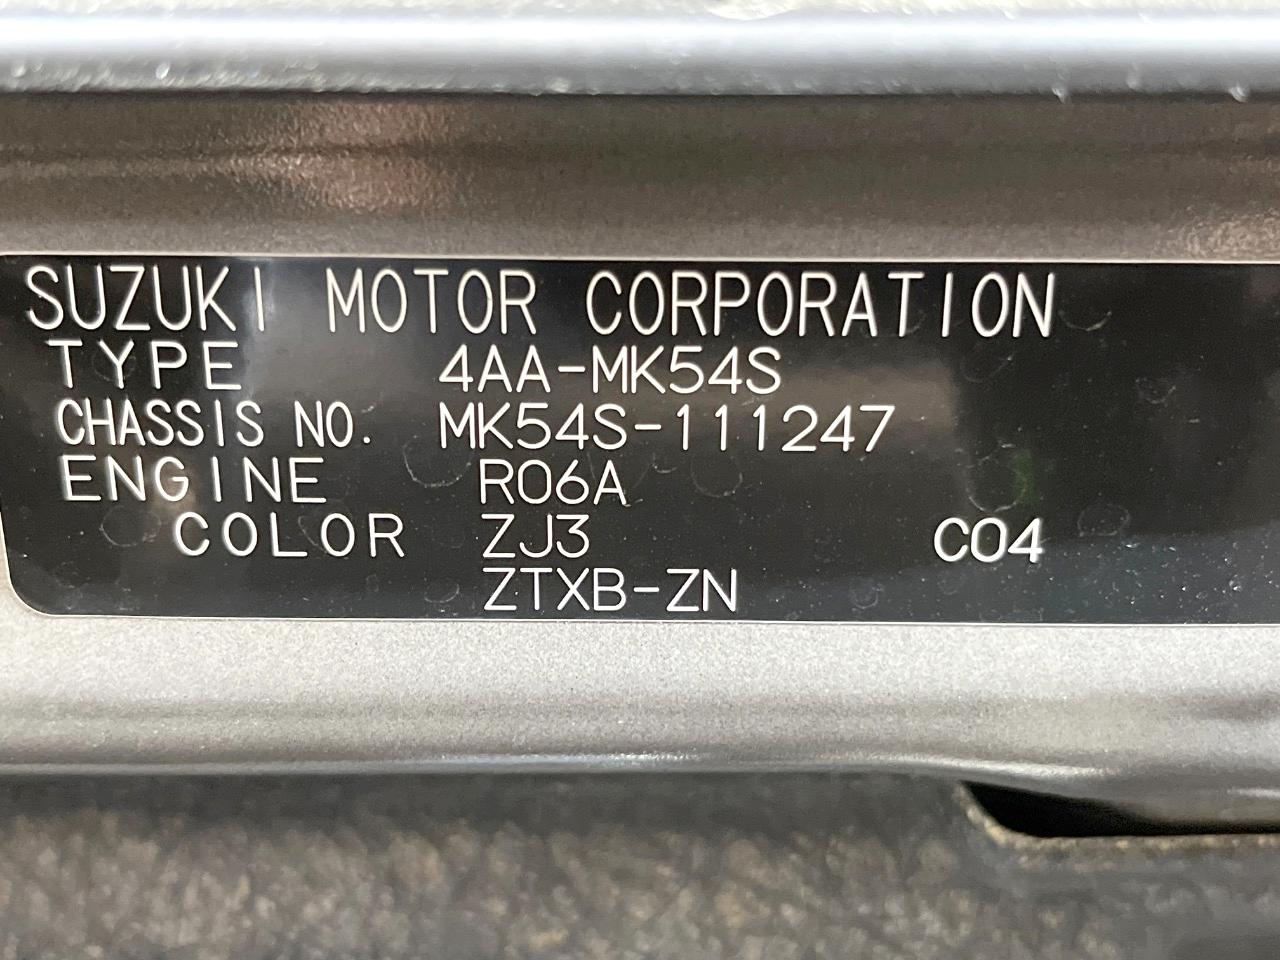 SUZUKI MOTOR CORPORATION
TYPE 4AA-MK54S
CHASSIS NO. MK54S-111247
ENGINE R06A
COLOR ZJ3 C04
ZTXB-ZN